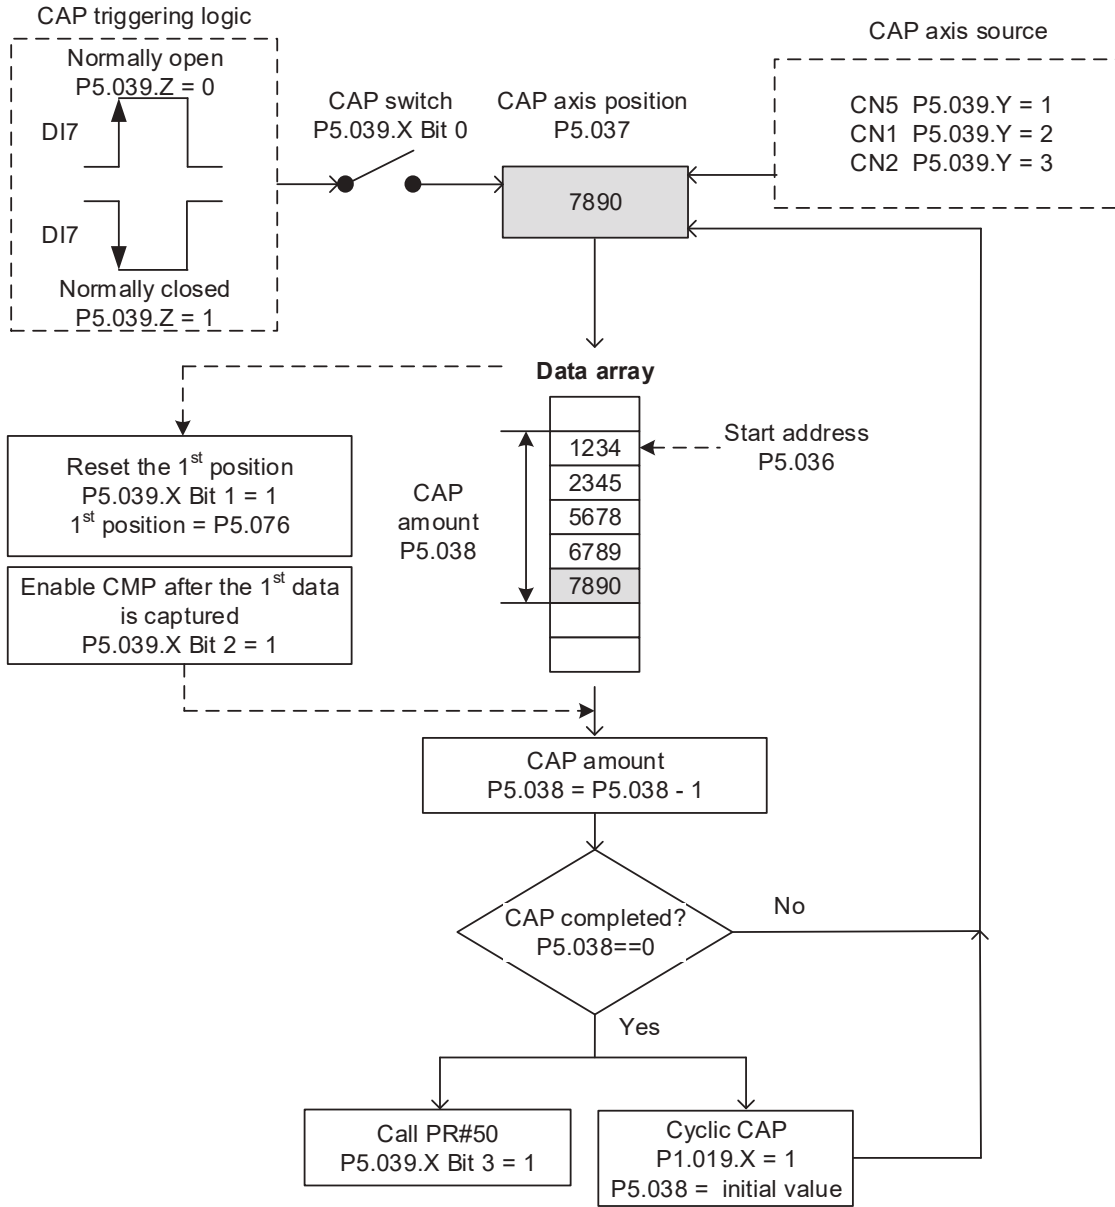 CAP triggering logic
Normally open
P5.039.Z = 0
DI7
DI7
Normally closed
P5.039.Z = 1
CAP switch
P5.039.X Bit 0
CAP axis position
P5.037
7890
CAP axis source
CN5 P5.039.Y = 1
CN1 P5.039.Y = 2
CN2 P5.039.Y = 3
Data array
1234
2345
5678
6789
7890
Start address
P5.036
CAP
amount
P5.038
Reset the 1st position
P5.039.X Bit 1 = 1
1st position = P5.076
Enable CMP after the 1st data
is captured
P5.039.X Bit 2 = 1
CAP amount
P5.038 = P5.038 - 1
CAP completed?
P5.038==0
No
Yes
Call PR#50
P5.039.X Bit 3 = 1
Cyclic CAP
P1.019.X = 1
P5.038 = initial value